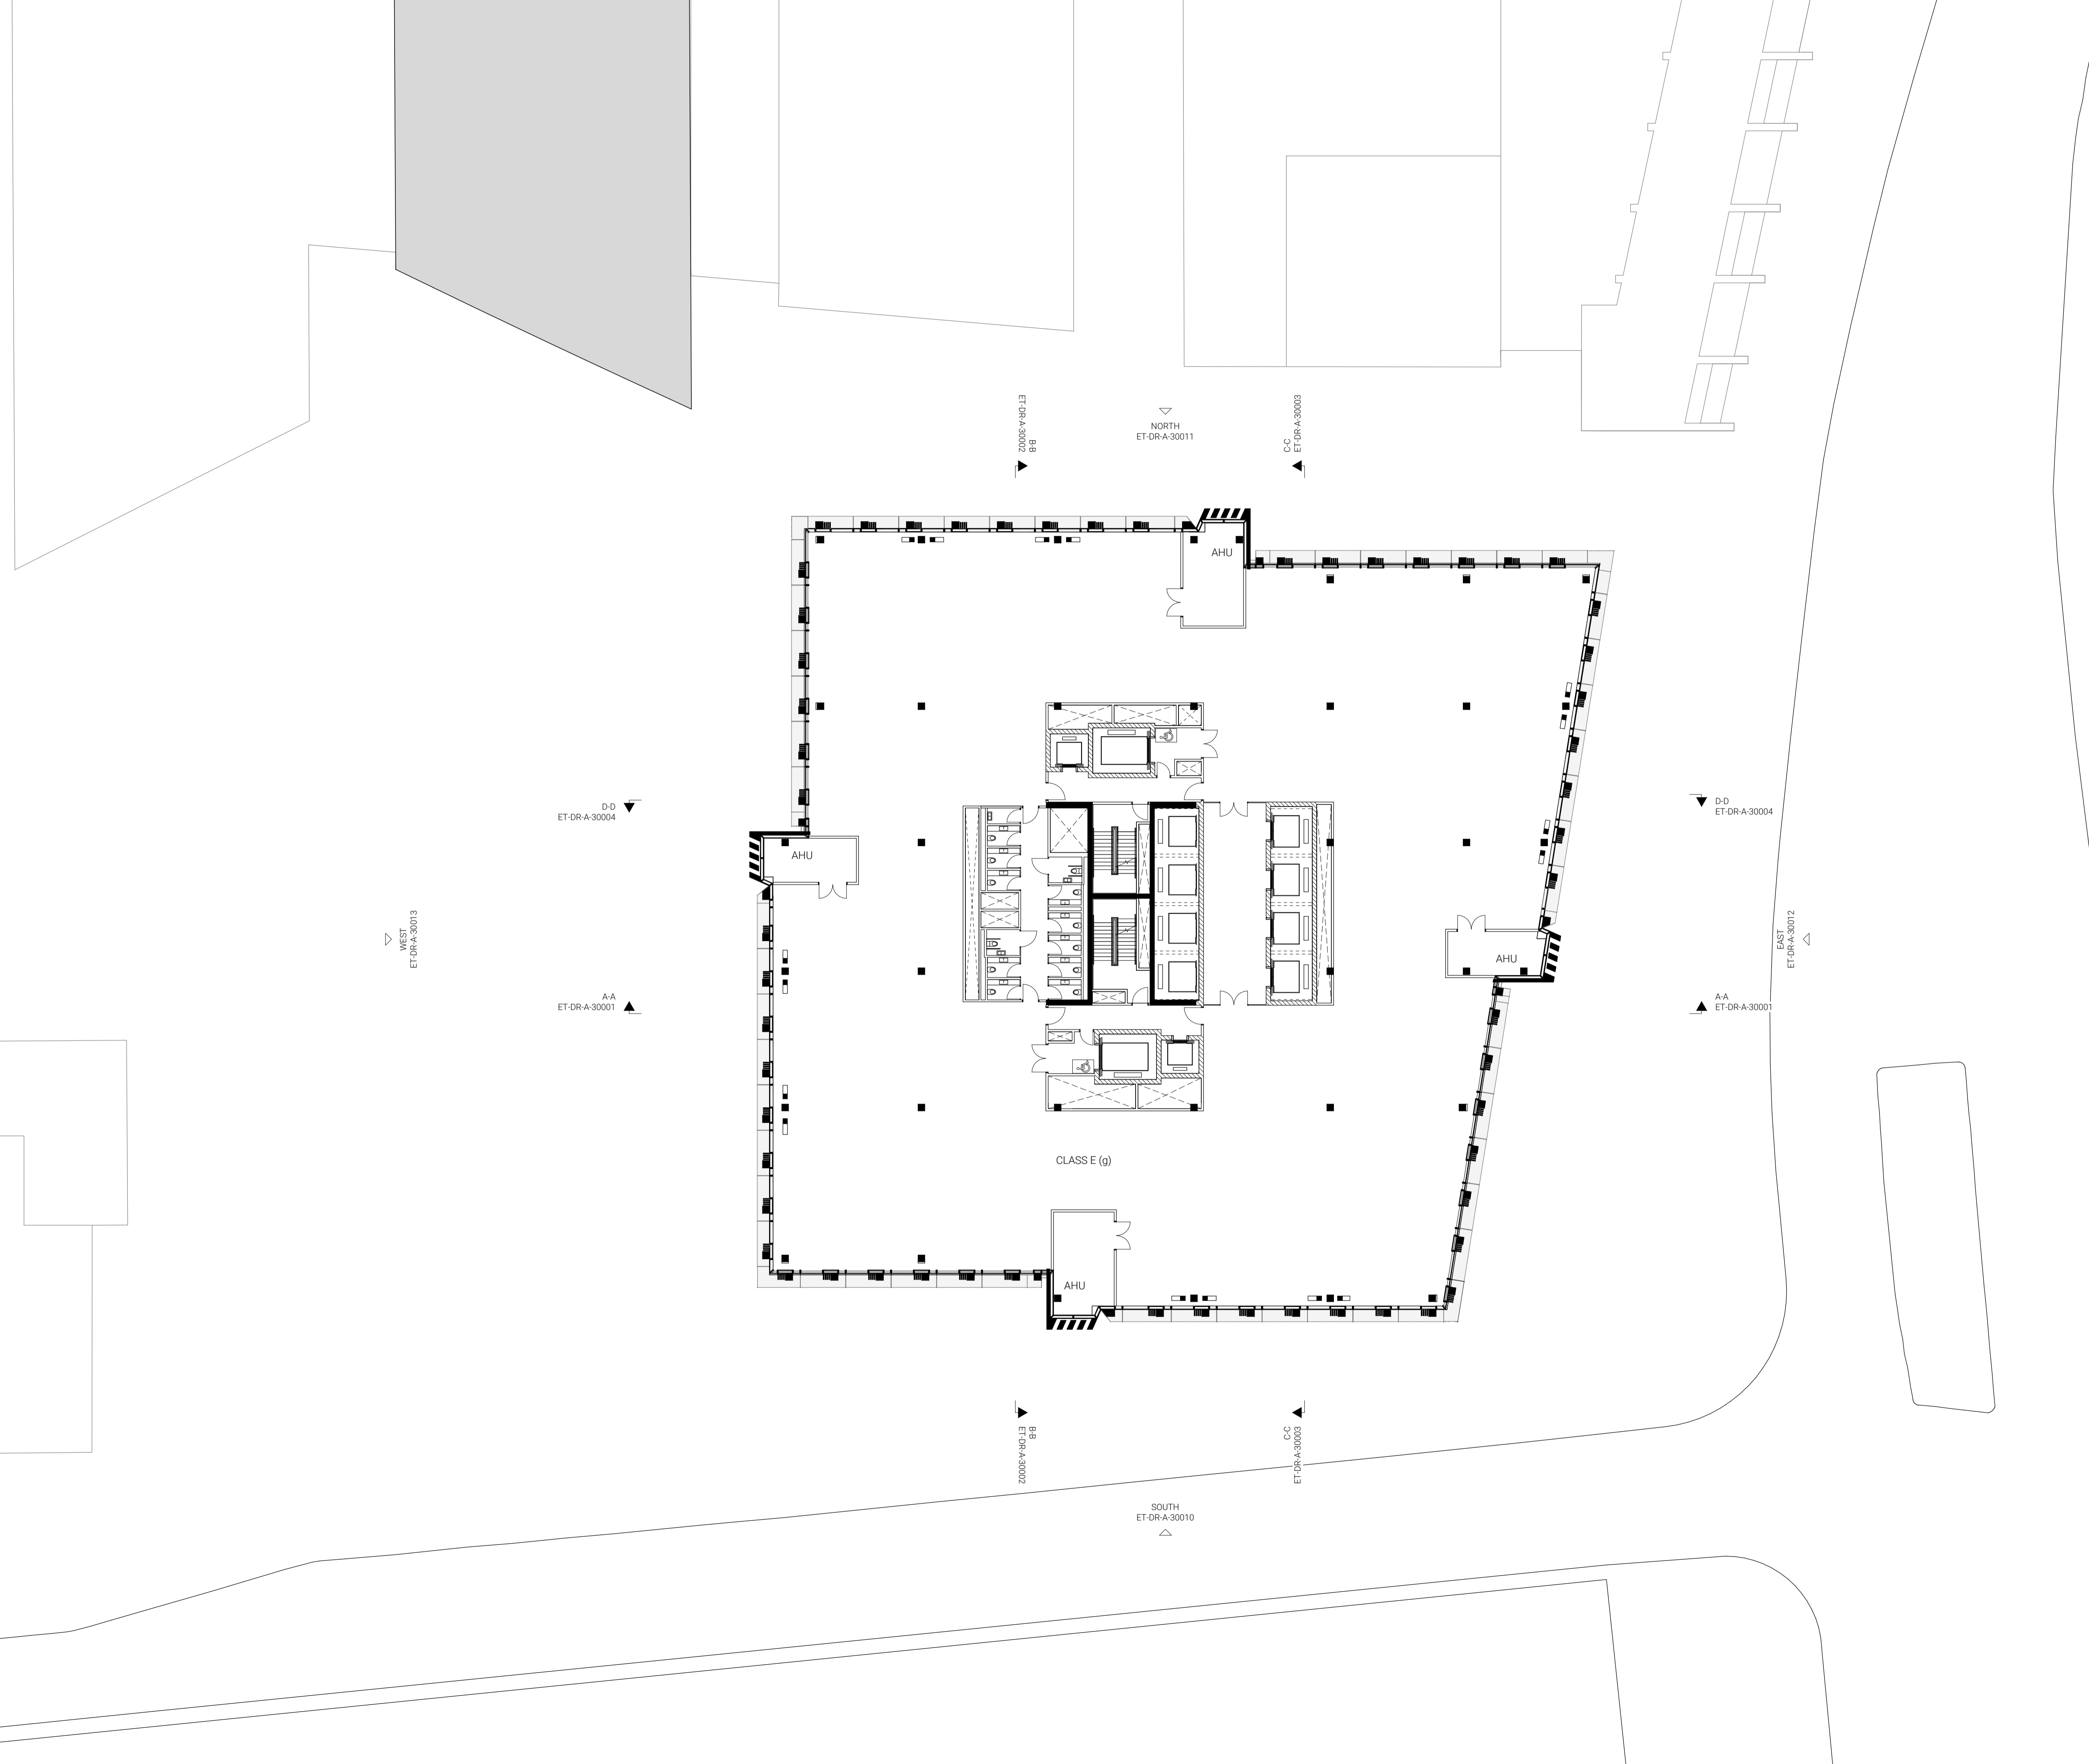 B-B
ET-DR-A-30002
NORTH
ET-DR-A-30011
C-C
ET-DR-A-30003
AHU
D-D
ET-DR-A-30004
D-D
ET-DR-A-30004
AHU
WEST
ET-DR-A-30013
EAST
ET-DR-A-30012
AHU
A-A
ET-DR-A-30001
A-A
ET-DR-A-30001
CLASS E (g)
AHU
B-B
ET-DR-A-30002
C-C
ET-DR-A-30003
SOUTH
ET-DR-A-30010